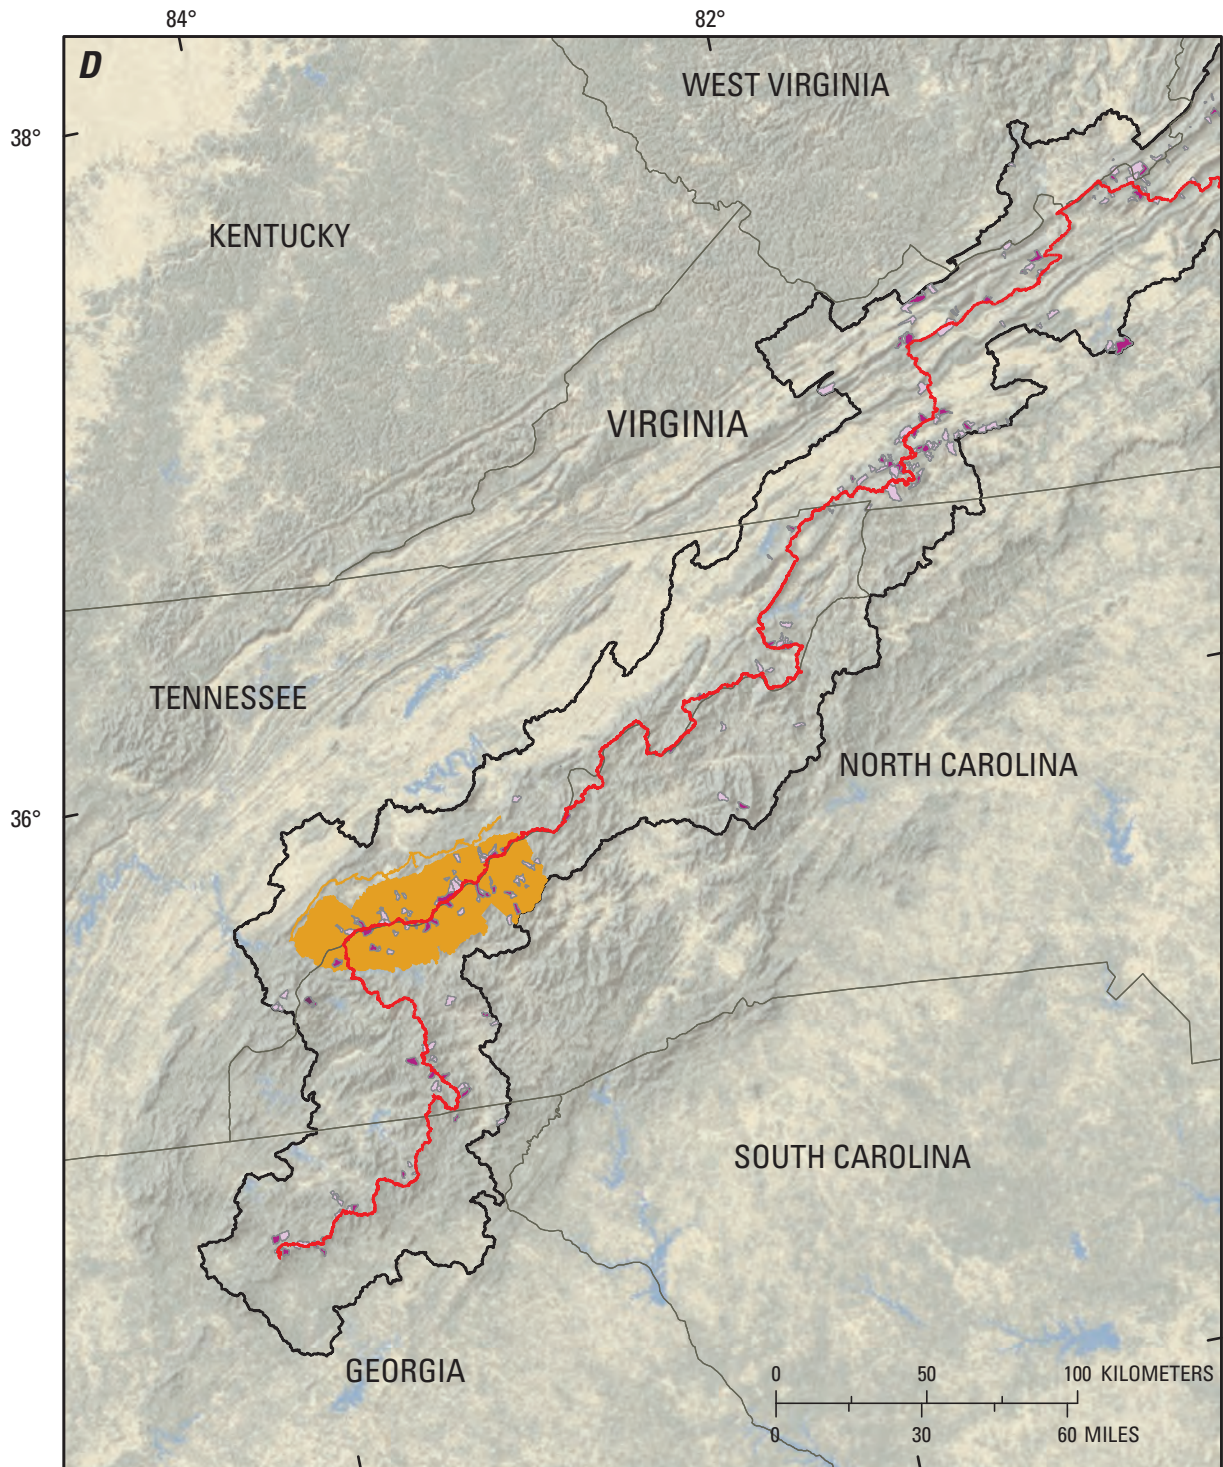 84°
82°
D
WEST VIRGINIA
38°
KENTUCKY
VIRGINIA
TENNESSEE
NORTH CAROLINA
36°
SOUTH CAROLINA
GEORGIA
0 50 100 KILOMETERS
0 30 60 MILES